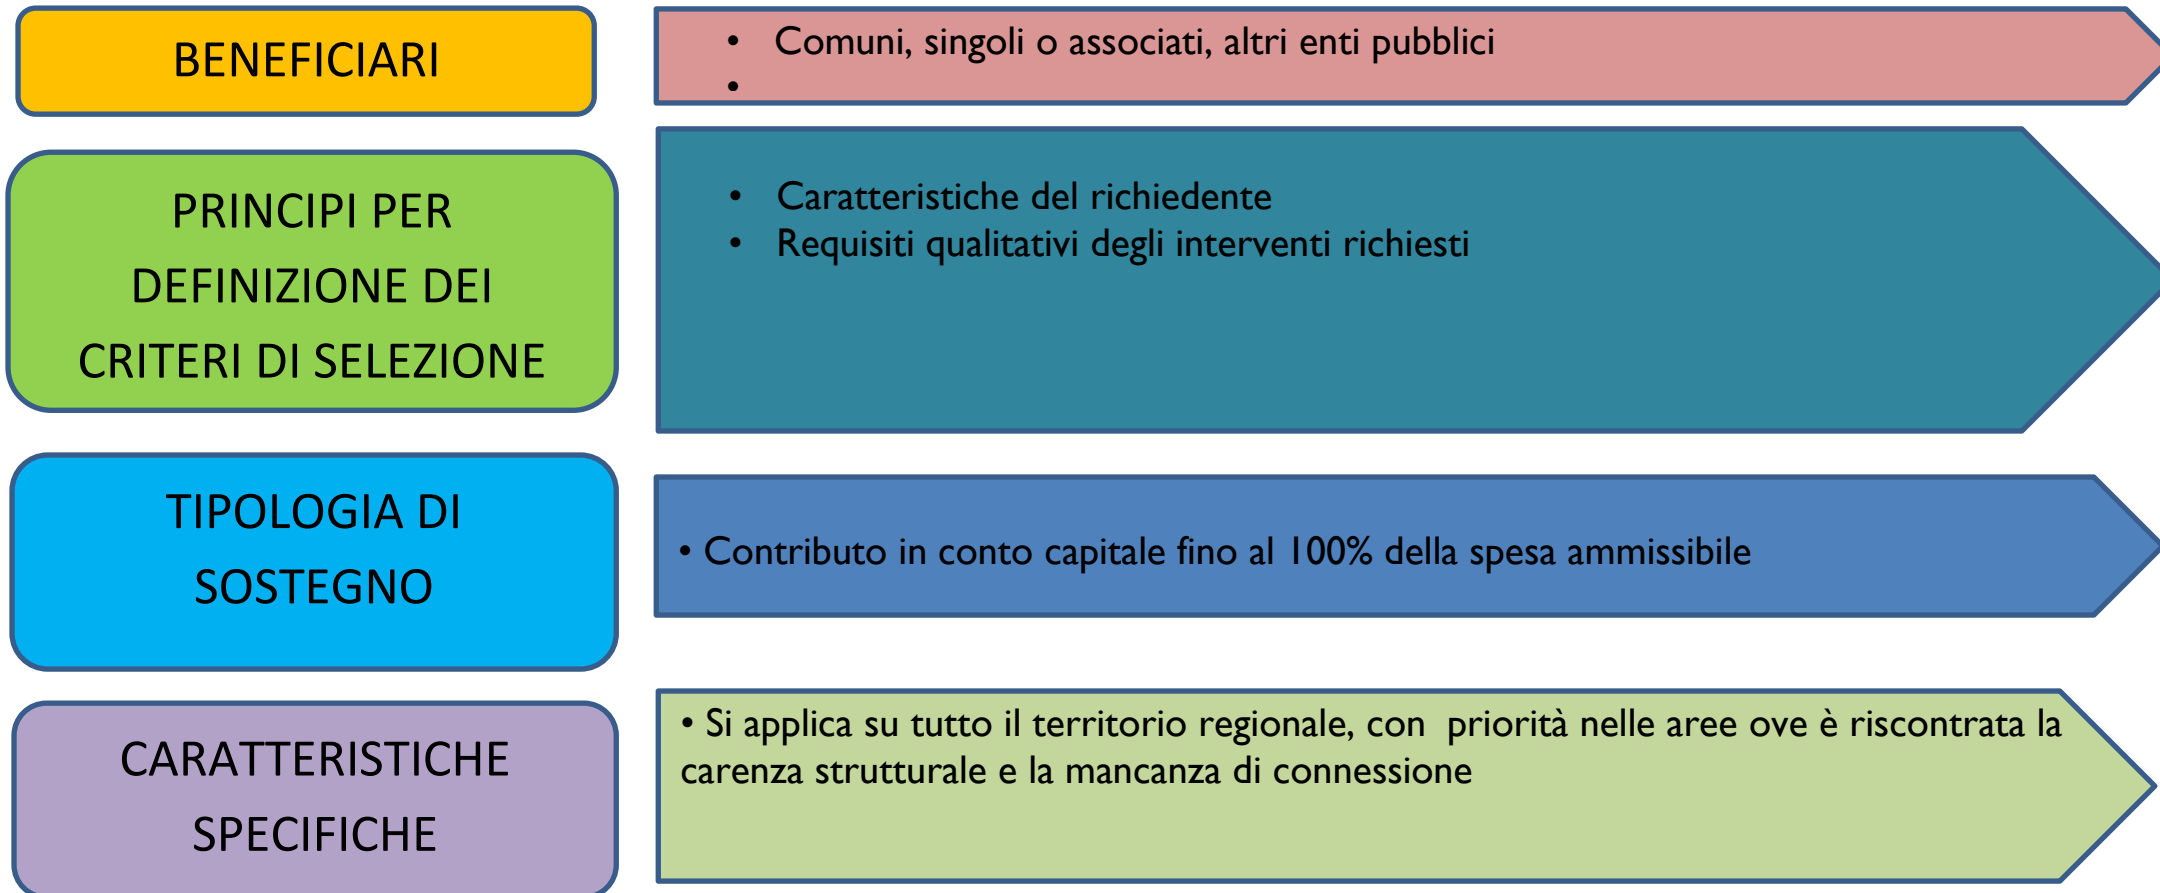 BENEFICIARI
• Comuni, singoli o associati, altri enti pubblici
•
PRINCIPI PER
DEFINIZIONE DEI
CRITERI DI SELEZIONE
• Caratteristiche del richiedente
• Requisiti qualitativi degli interventi richiesti
TIPOLOGIA DI
SOSTEGNO
• Contributo in conto capitale fino al 100% della spesa ammissibile
CARATTERISTICHE
SPECIFICHE
• Si applica su tutto il territorio regionale, con  priorità nelle aree ove è riscontrata la
carenza strutturale e la mancanza di connessione